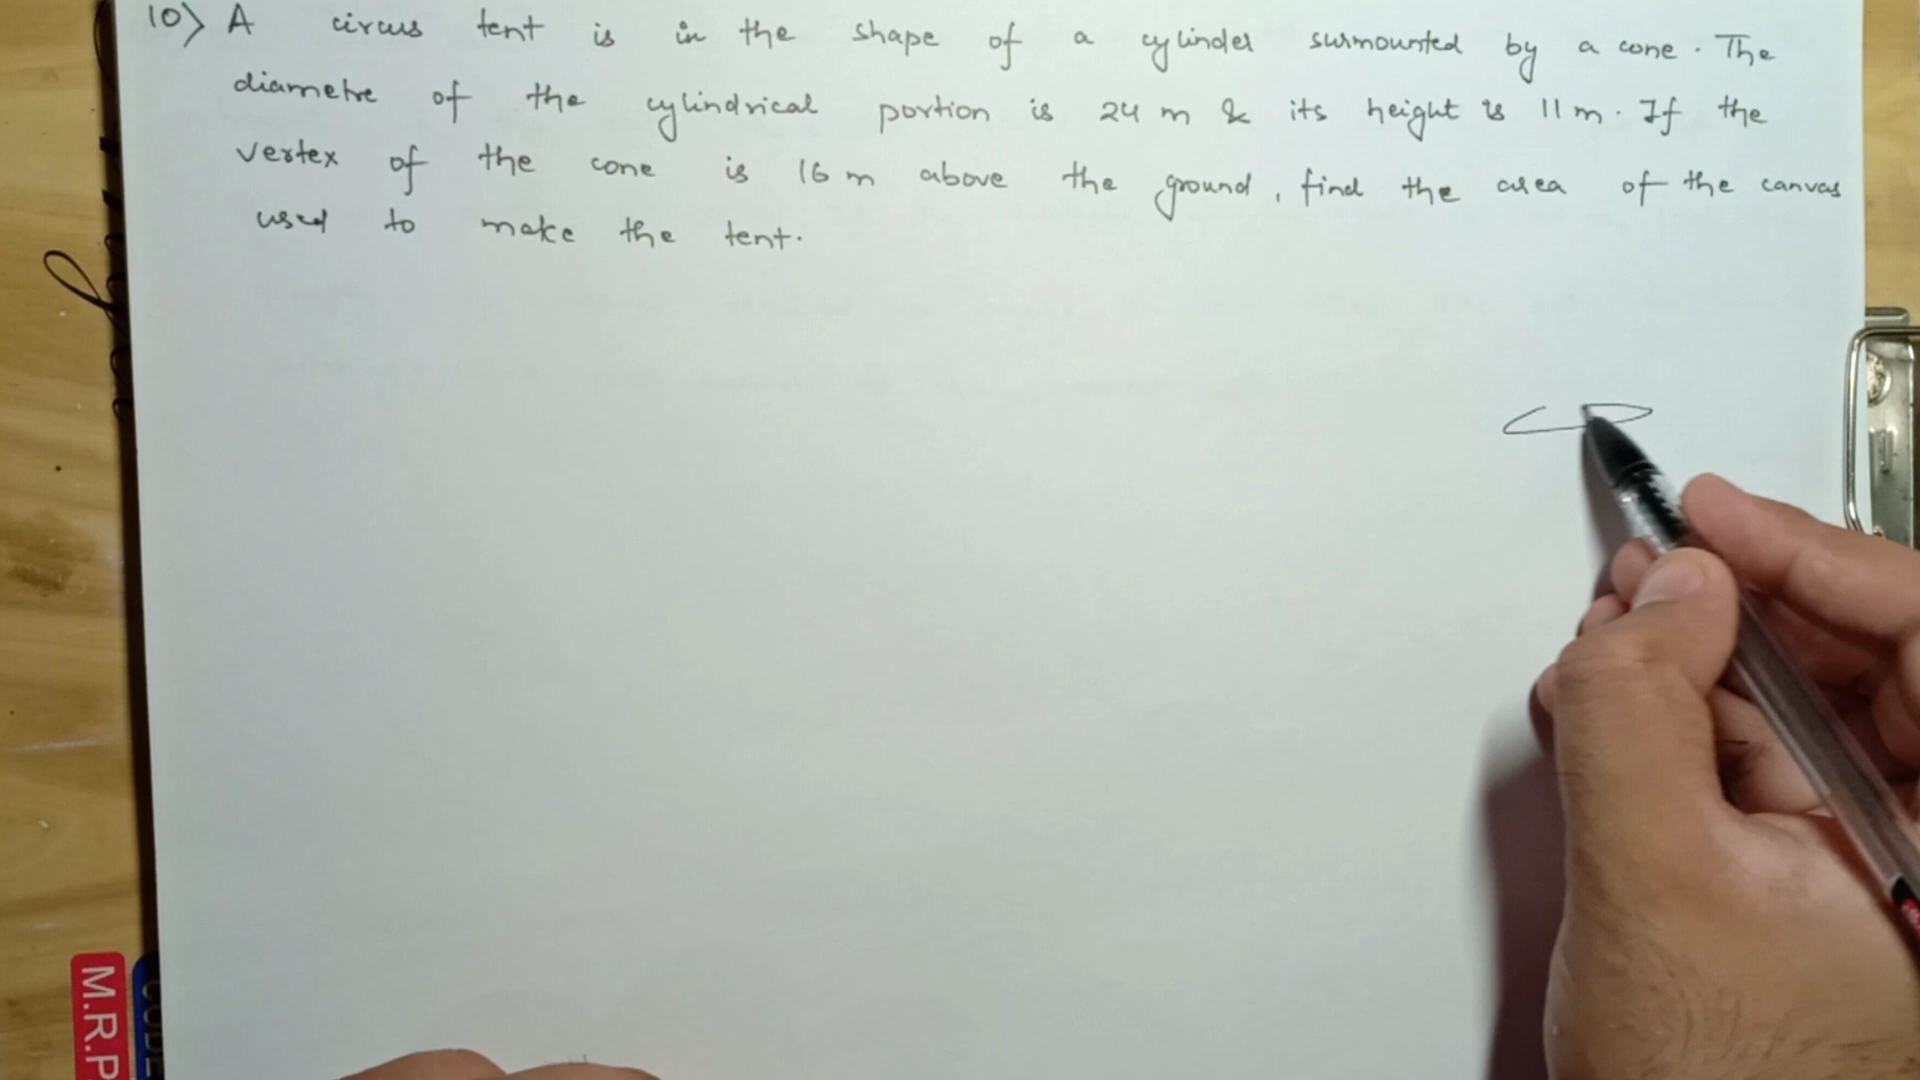 10) A circus tent is in the shape of a cylinder surmounted by a cone. The
diametre of the cylindrical portion is 24 m & its height is 11 m. If the
vertex of the cone is 16 m above the ground, find the area of the canvas
used to make the tent.
M.R.P
CODE